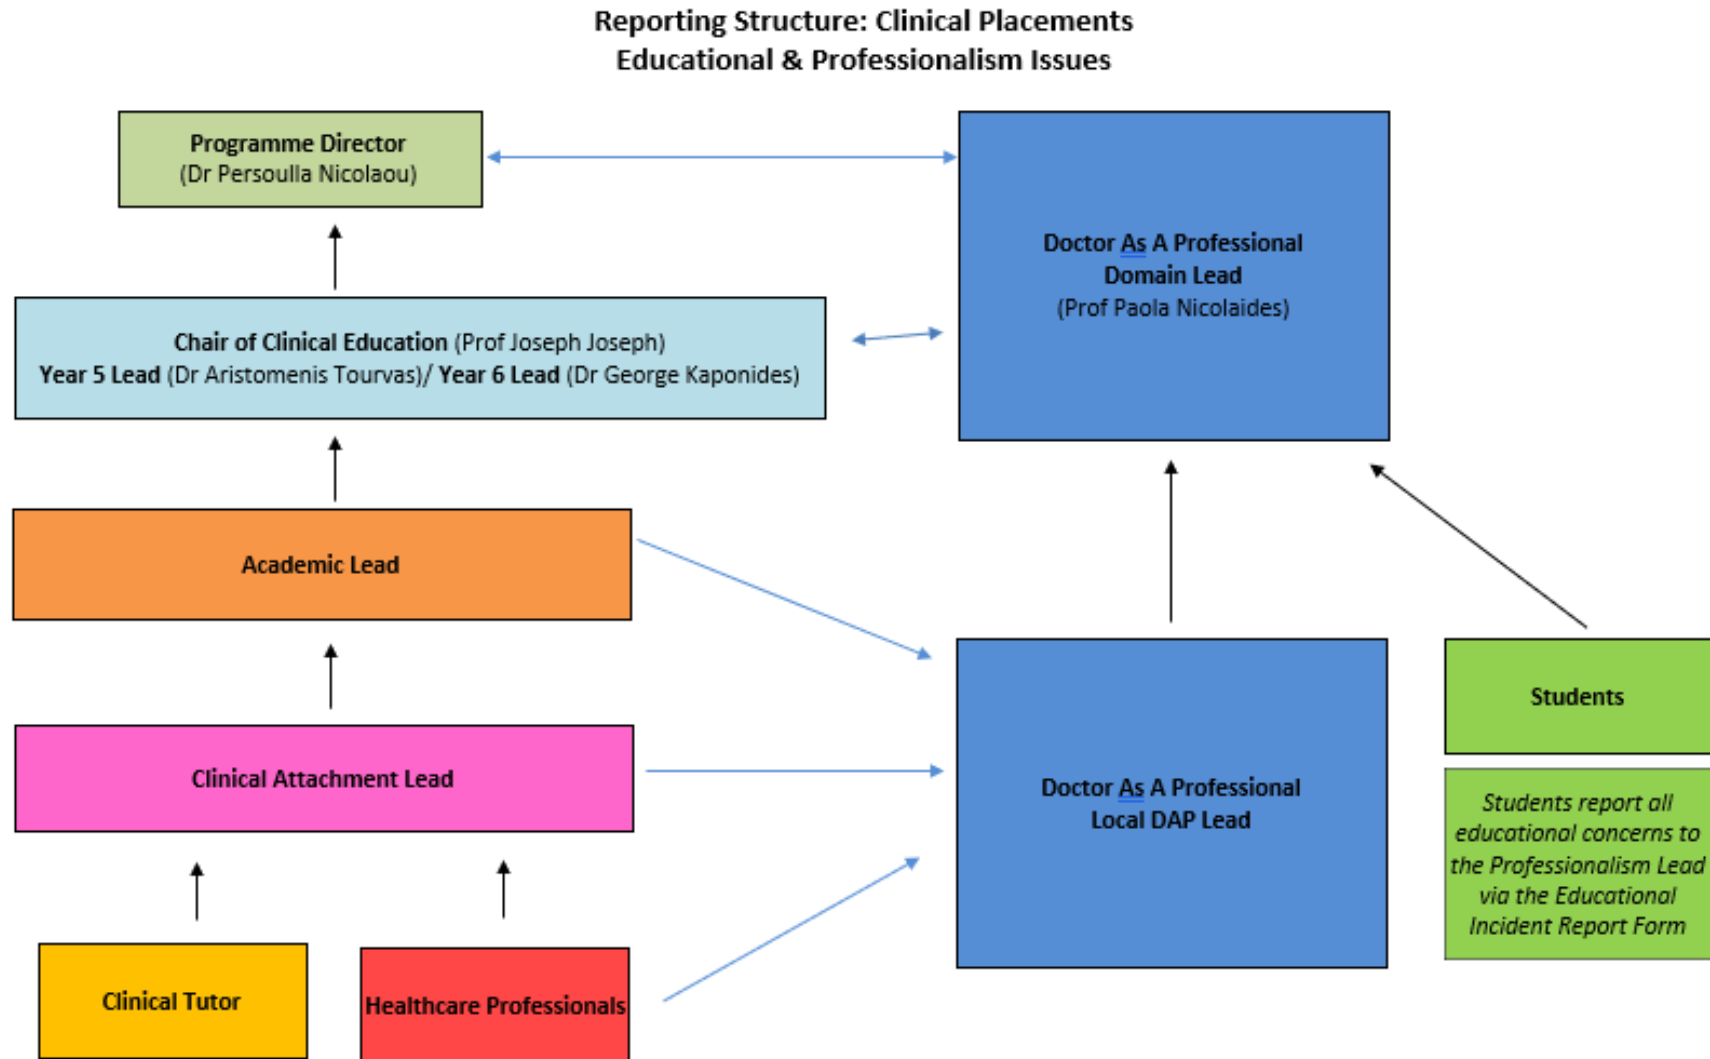 Reporting Structure: Clinical Placements
Educational & Professionalism Issues
Programme Director
(Dr Persoulla Nicolaou)
Doctor As A Professional
Domain Lead
(Prof Paola Nicolaides)
Chair of Clinical Education (Prof Joseph Joseph)
Year 5 Lead (Dr Aristomenis Tourvas)/ Year 6 Lead (Dr George Kaponides)
Academic Lead
Clinical Attachment Lead
Doctor As A Professional
Local DAP Lead
Students
Students report all
educational concerns to
the Professionalism Lead
via the Educational
Incident Report Form
Clinical Tutor
Healthcare Professionals